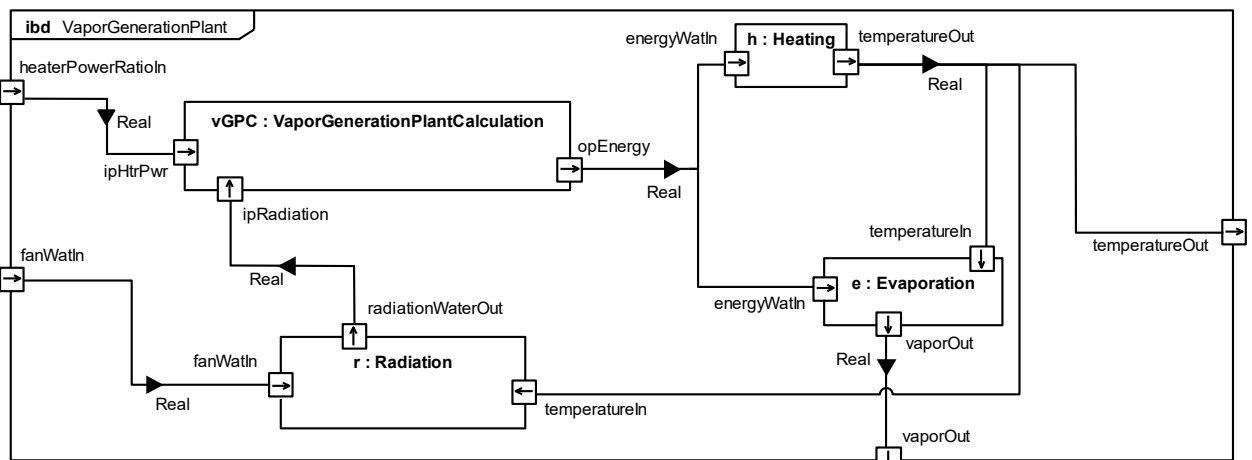 ibd VaporGenerationPlant
energyWatIn
h : Heating
temperatureOut
heaterPowerRatioIn
Real
Real
vGPC : VaporGenerationPlantCalculation
opEnergy
ipHtrPwr
Real
ipRadiation
temperatureIn
temperatureOut
fanWatIn
Real
e : Evaporation
energyWatIn
radiationWaterOut
vaporOut
fanWatIn
r : Radiation
Real
Real
temperatureIn
vaporOut